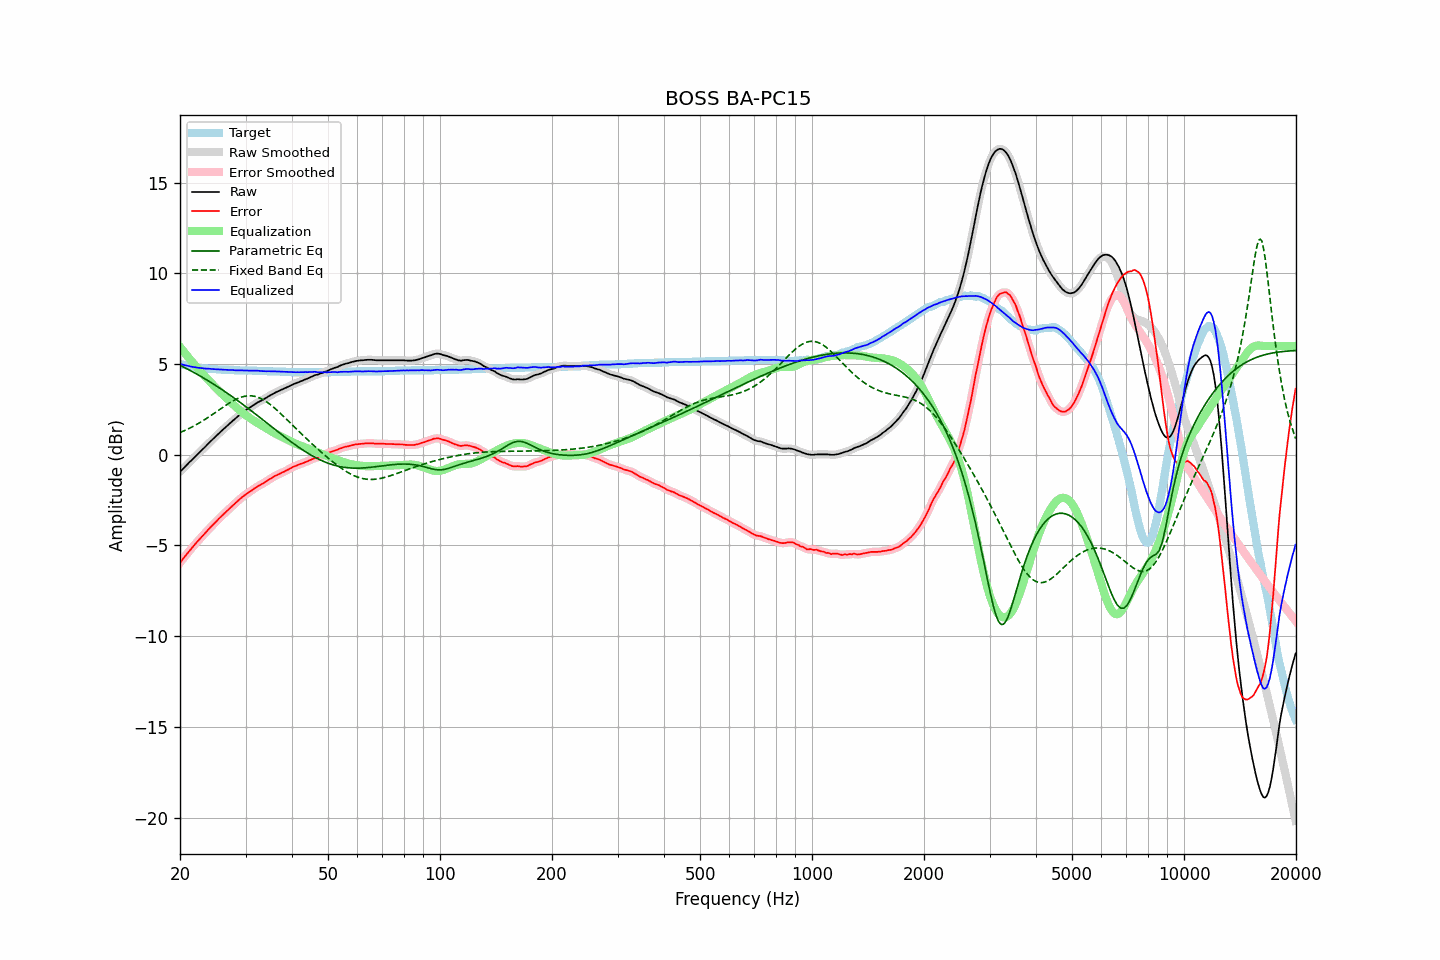 BOSS BA-PC15
Target
Raw Smoothed
Error Smoothed
Raw
Error
Equalization
Parametric Eq
Fixed Band Eq
Equalized
15
10
5
0
−5
−10
−15
−20
Amplitude (dBr)
20
50
100
200
500
1000
2000
5000
10000
20000
Frequency (Hz)